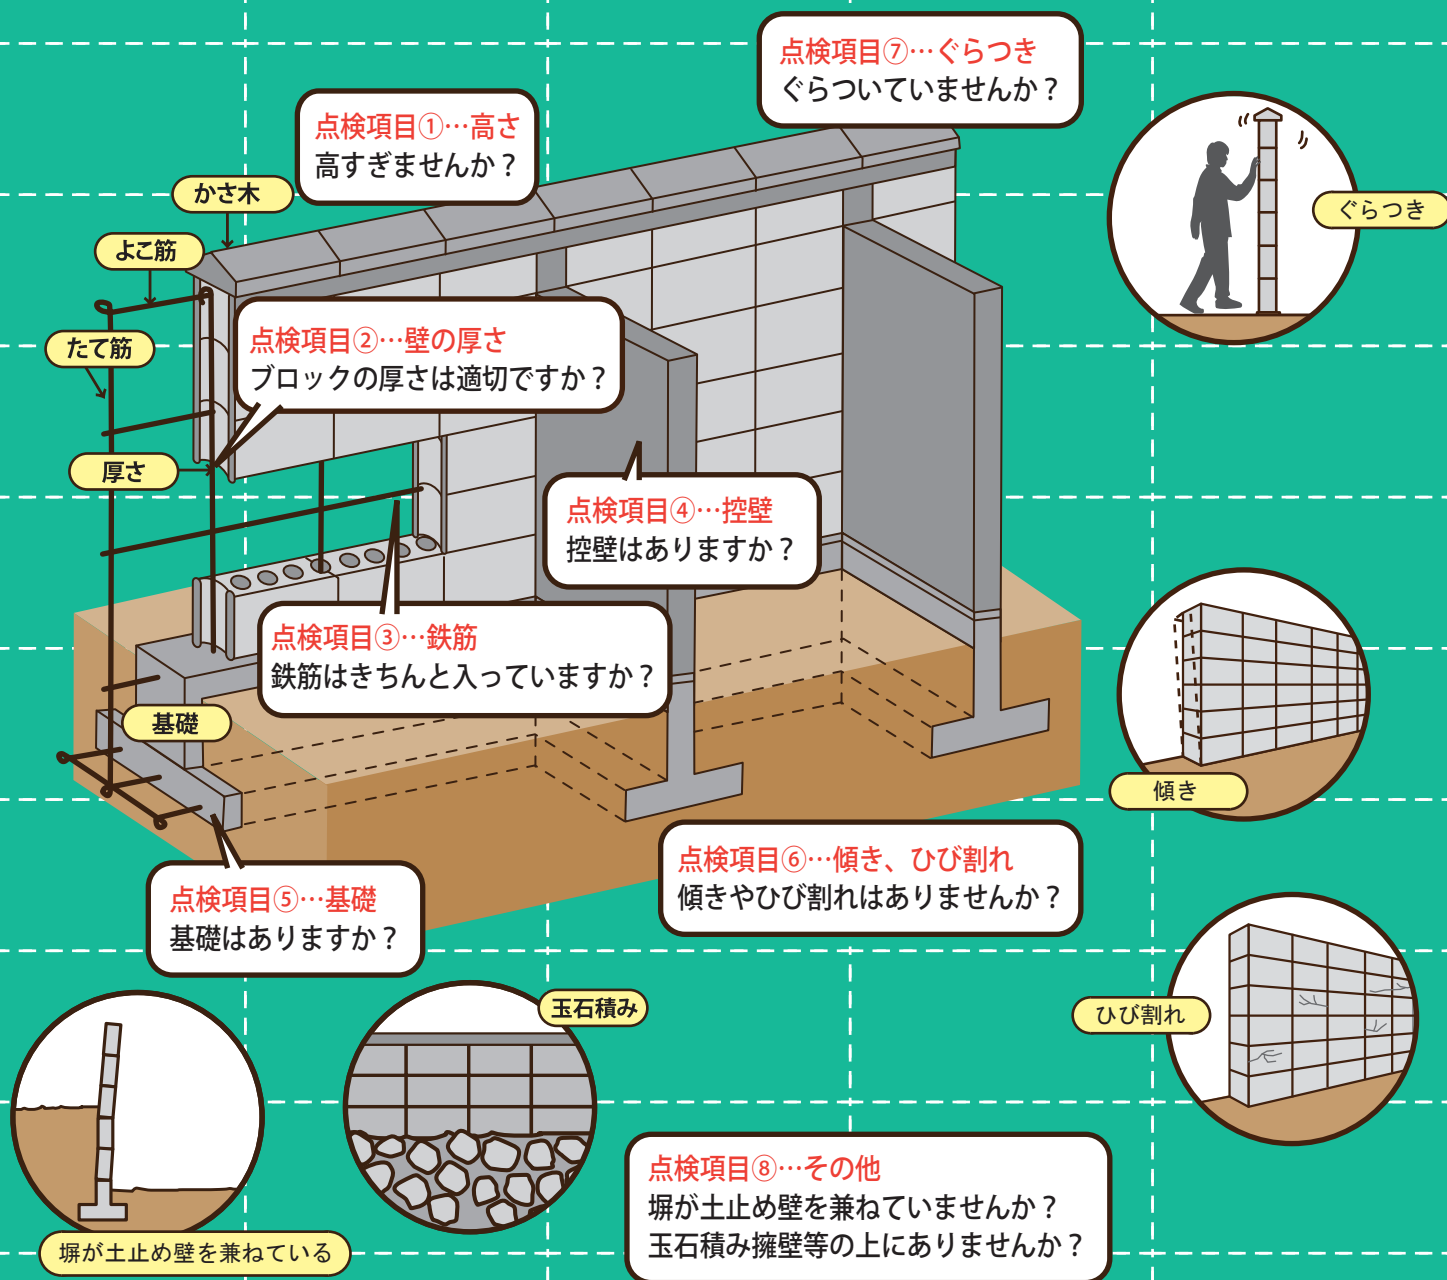 点検項目⑦…ぐらつき
ぐらついていませんか？
点検項目①…高さ
高すぎませんか？
かさ木
よこ筋
ぐらつき
たて筋
点検項目②…壁の厚さ
ブロックの厚さは適切ですか？
厚さ
点検項目④…控壁
控壁はありますか？
点検項目③…鉄筋
鉄筋はきちんと入っていますか？
基礎
傾き
点検項目⑥…傾き、ひび割れ
傾きやひび割れはありませんか？
点検項目⑤…基礎
基礎はありますか？
玉石積み
ひび割れ
点検項目⑧…その他
塀が土止め壁を兼ねていませんか？
玉石積み擁壁等の上にありませんか？
塀が土止め壁を兼ねている